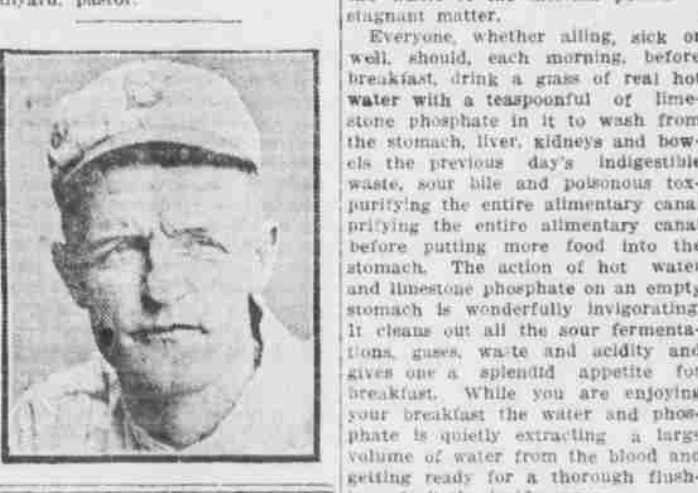 pastor.
stagnant matter.
Everyone, whether ailing, sick or
well, should, each morning, before
breakfast, drink a glass of real hot
water with a teaspoonful of lime-
stone phosphate in it to wash from
the stomach, liver, kidneys and bow-
els the previous day's indigestible
waste, sour bile and poisonous tox-
purifying the entire alimentary canal
prifying the entire alimentary canal
before putting more food into the
stomach. The action of hot water
and limestone phosphate on an empty
stomach is wonderfully invigorating.
It cleans out all the sour fermenta-
tions, gases, waste and acidity and
gives one a splendid appetite for
breakfast. While you are enjoying
your breakfast the water and phos-
phate is quietly extracting a large
volume of water from the blood and
getting ready for a thorough flush-